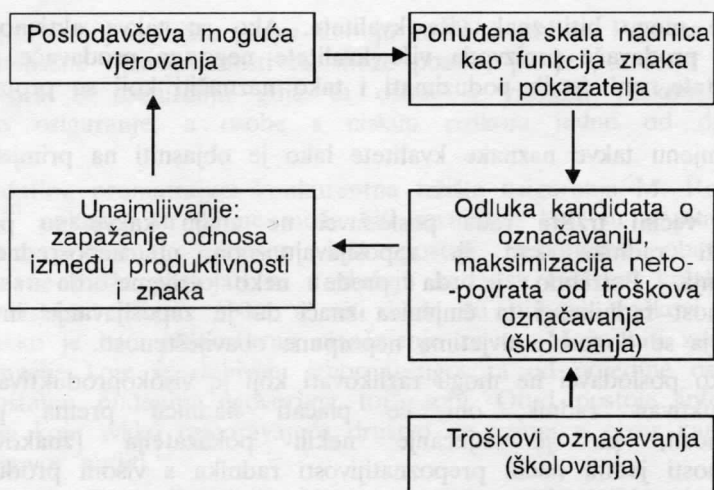 Poslodavčeva moguća
vjerovanja
Ponuđena skala nadnica
kao funkcija znaka
i pokazatelja
Unajmljivanje:
zapažanje odnosa
između produktivnosti
i znaka
Odluka kandidata
o označavanju;
maksimizacija neto-
-povrata od troškova
označavanja
(školovanja)
Troškovi označavanja
(školovanja)